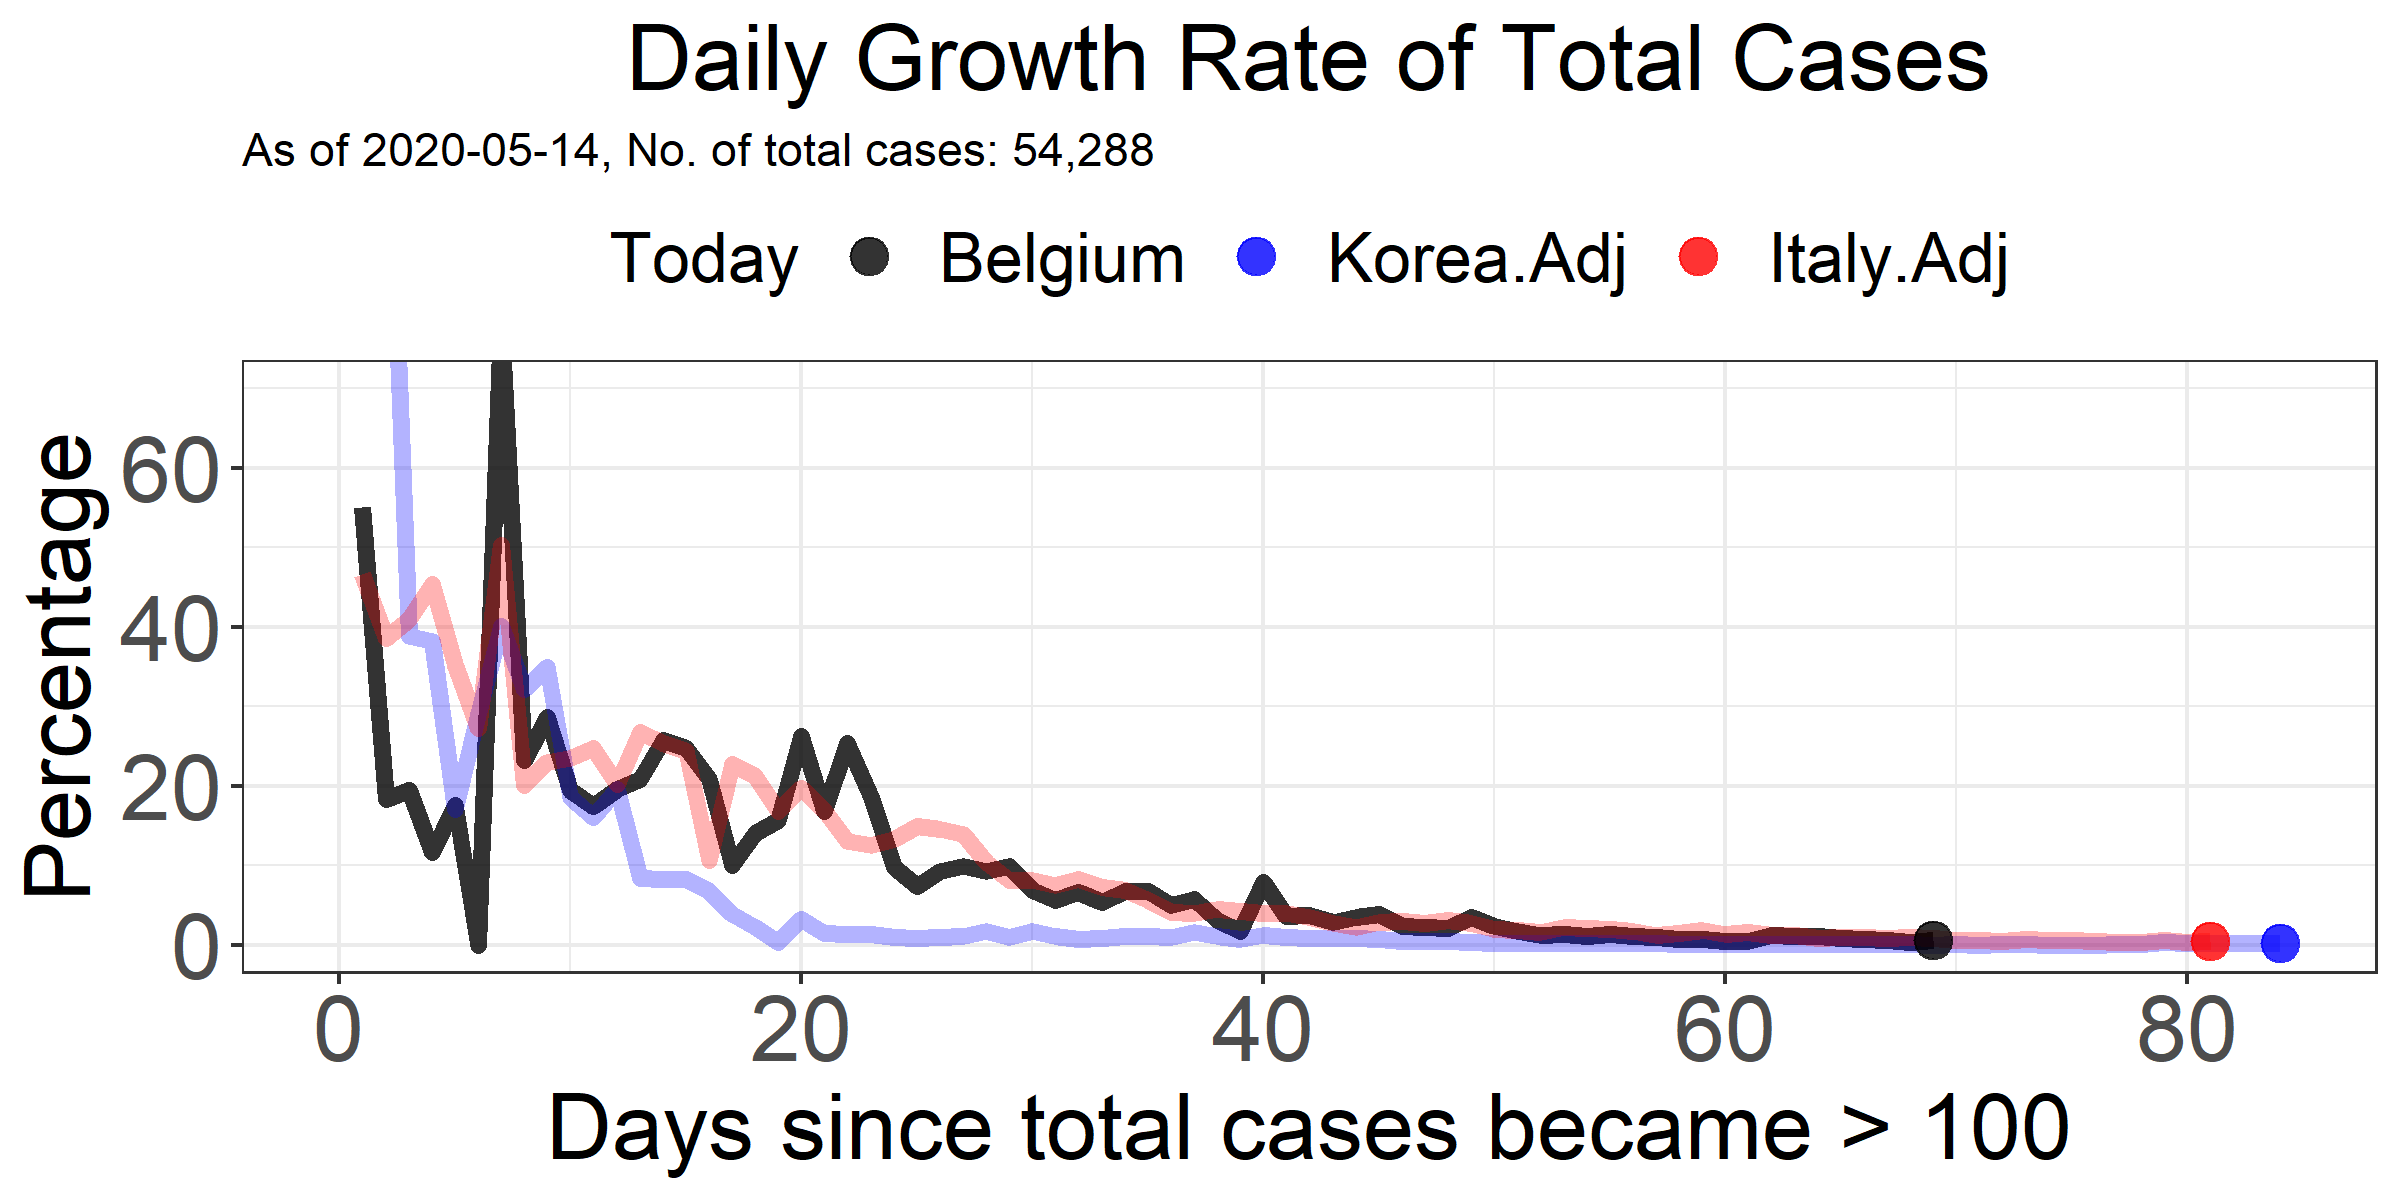 Daily Growth Rate of Total Cases
As of 2020-05-14, No. of total cases: 54,288
Today Belgium Korea.Adj Italy.Adj
Percentage
60
40
20
0
0 20 40 60 80
Days since total cases became > 100